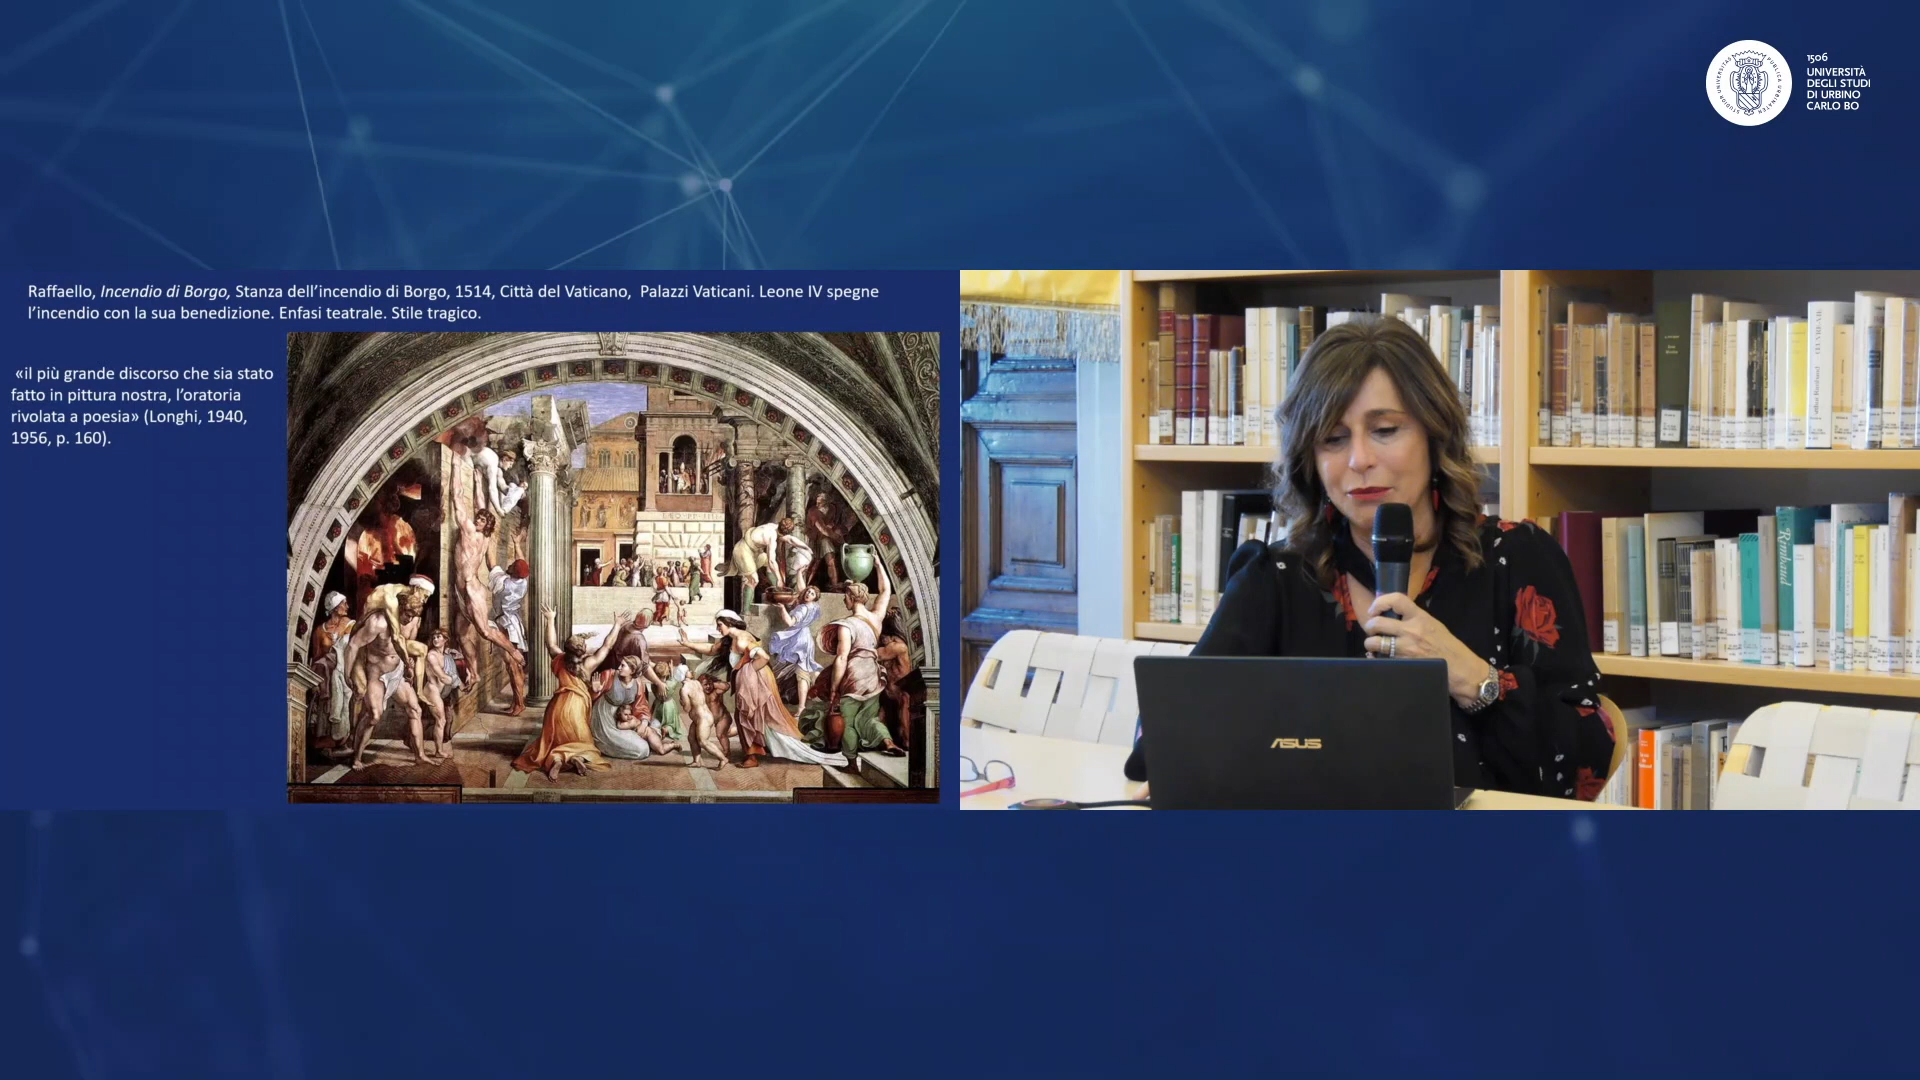 1506
UNIVERSITÀ
DEGLI STUDI
DI URBINO
CARLO BO
Raffaello, Incendio di Borgo, Stanza dell’incendio di Borgo, 1514, Città del Vaticano, Palazzi Vaticani. Leone IV spegne
l’incendio con la sua benedizione. Enfasi teatrale. Stile tragico.
«il più grande discorso che sia stato
fatto in pittura nostra, l’oratoria
rivolata a poesia» (Longhi, 1940,
1956, p. 160).
ASUS
Rimbaud